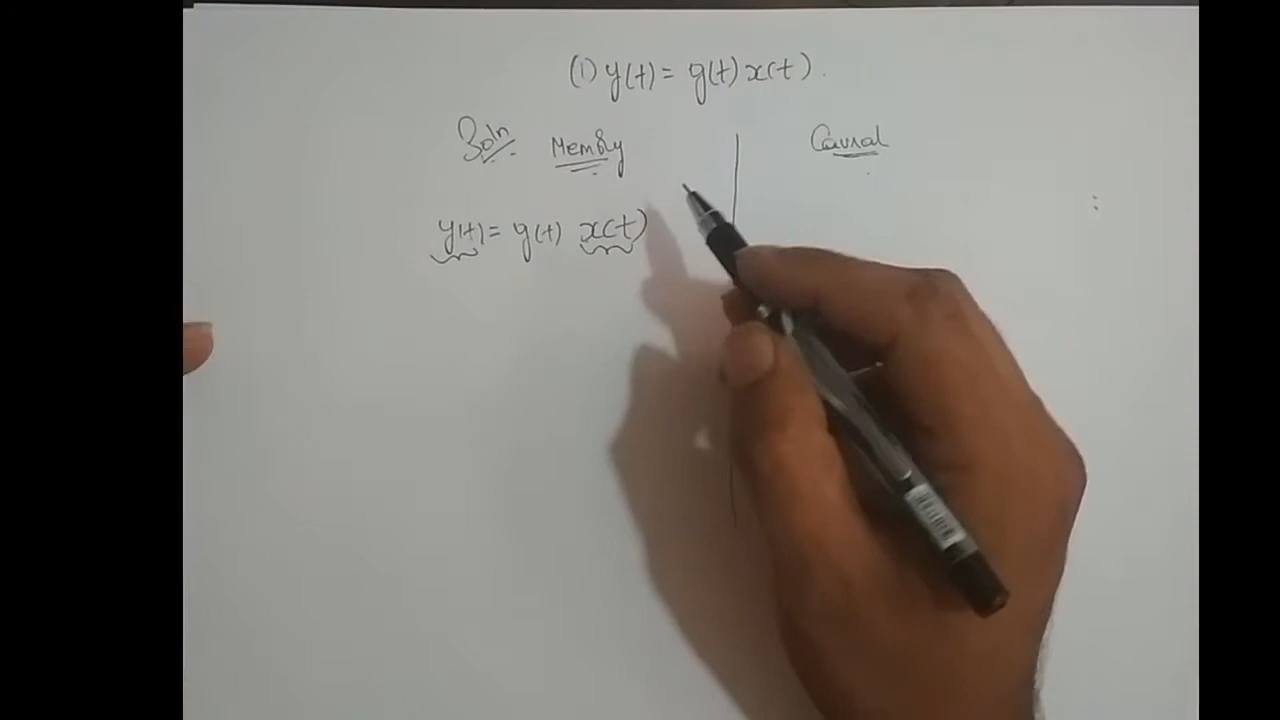 (1) y(t) = g(t) x(t).
Soln Memory Causal
y(t) = g(t) x(t)